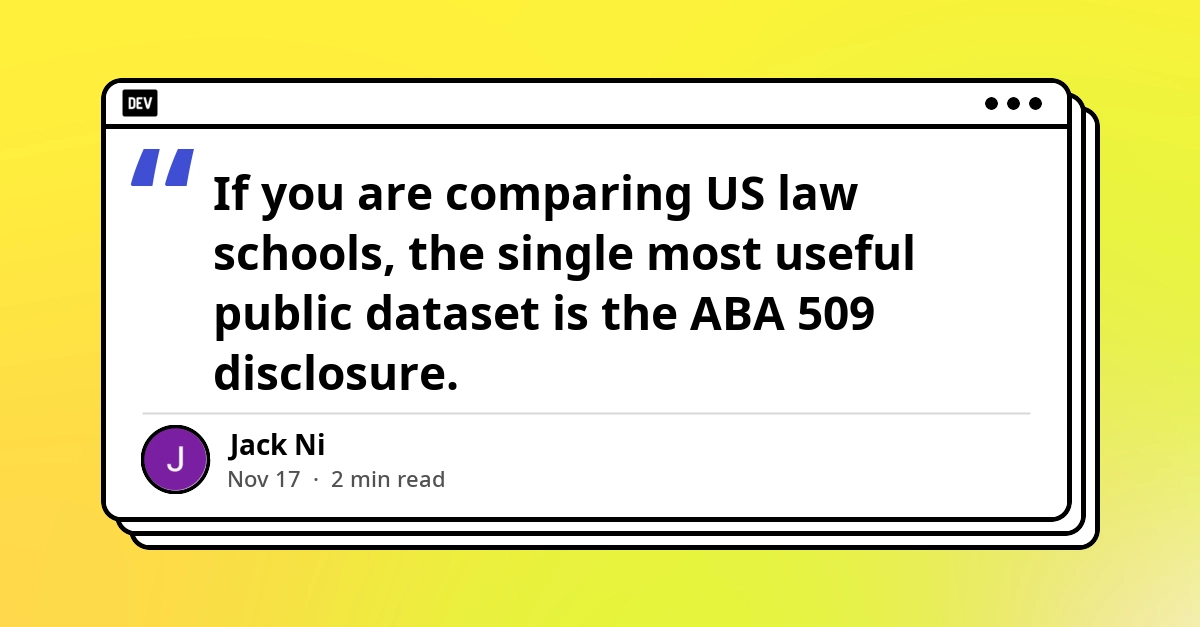 DEV
“
If you are comparing US law
schools, the single most useful
public dataset is the ABA 509
disclosure.
J
Jack Ni
Nov 17 · 2 min read